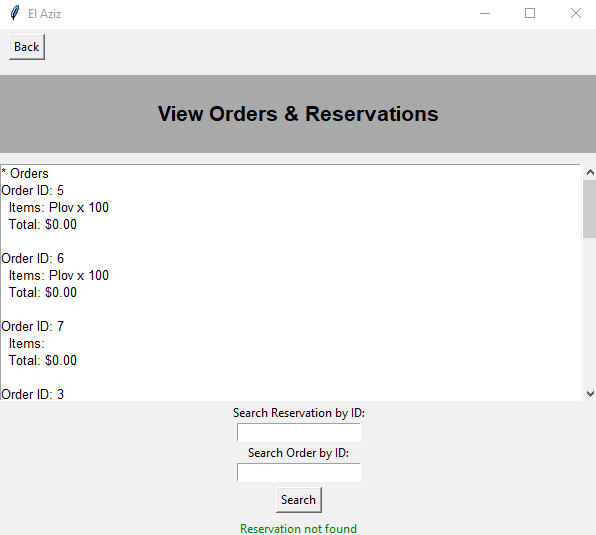 El Aziz
Back
View Orders & Reservations
* Orders
Order ID: 5
Items: Plov x 100
Total: $0.00
Order ID: 6
Items: Plov x 100
Total: $0.00
Order ID: 7
Items:
Total: $0.00
Order ID: 3
Search Reservation by ID:
Search Order by ID:
Search
Reservation not found